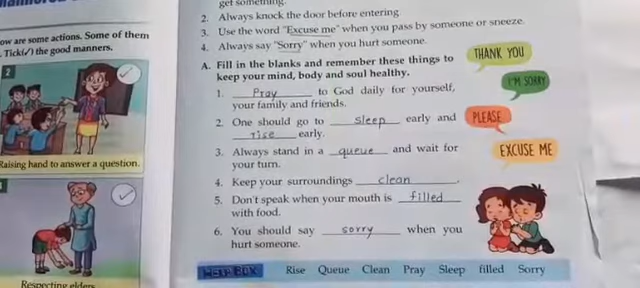 ow are some actions. Some of them
Tick(✓) the good manners.
2
Raising hand to answer a question.
Respecting elders
get something.
2. Always knock the door before entering
3. Use the word "Excuse me" when you pass by someone or sneeze.
4. Always say "Sorry" when you hurt someone.
A. Fill in the blanks and remember these things to
keep your mind, body and soul healthy.
1. Pray to God daily for yourself,
your family and friends.
2. One should go to sleep early and
rise early.
3. Always stand in a queue and wait for
your turn.
4. Keep your surroundings clean.
5. Don't speak when your mouth is filled
with food.
6. You should say sorry when you
hurt someone.
THANK YOU
I'M SORRY
PLEASE
EXCUSE ME
HELP BOX Rise Queue Clean Pray Sleep filled Sorry